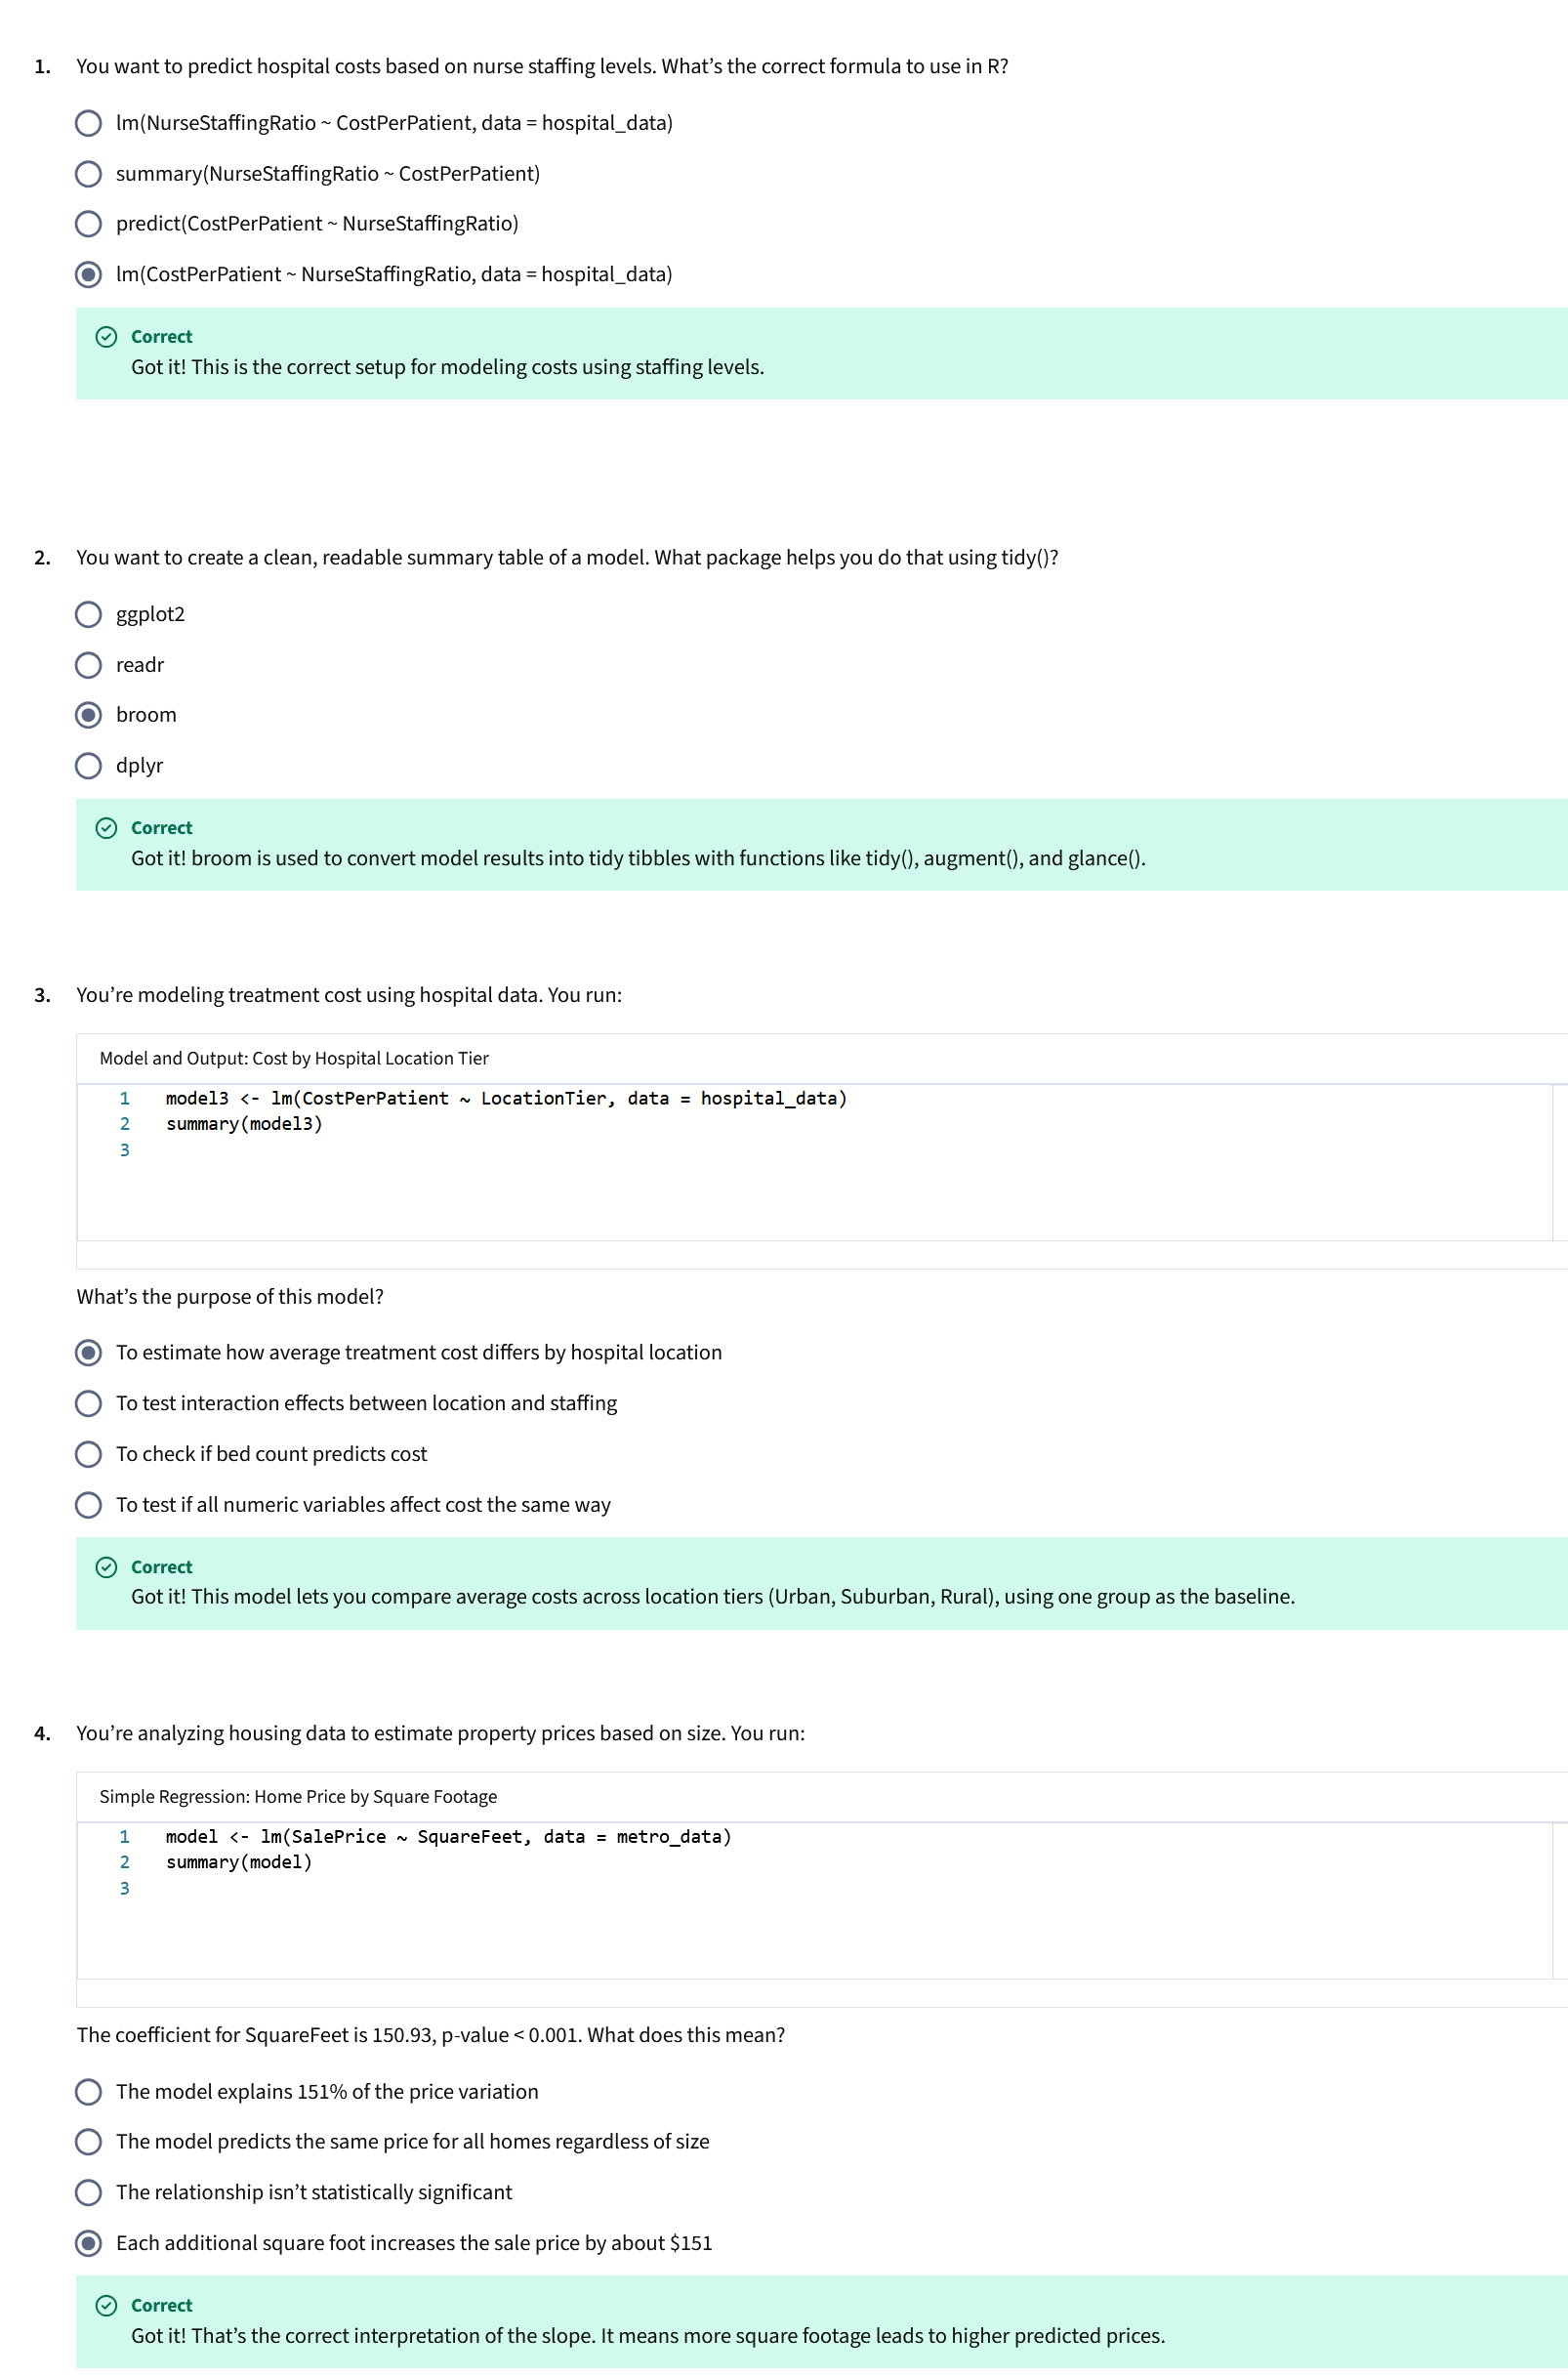 1. You want to predict hospital costs based on nurse staffing levels. What’s the correct formula to use in R?
lm(NurseStaffingRatio ~ CostPerPatient, data = hospital_data)
summary(NurseStaffingRatio ~ CostPerPatient)
predict(CostPerPatient ~ NurseStaffingRatio)
lm(CostPerPatient ~ NurseStaffingRatio, data = hospital_data)
Correct
Got it! This is the correct setup for modeling costs using staffing levels.
2. You want to create a clean, readable summary table of a model. What package helps you do that using tidy()?
ggplot2
readr
broom
dplyr
Correct
Got it! broom is used to convert model results into tidy tibbles with functions like tidy(), augment(), and glance().
3. You’re modeling treatment cost using hospital data. You run:
Model and Output: Cost by Hospital Location Tier
1 model3 <- lm(CostPerPatient ~ LocationTier, data = hospital_data)
2 summary(model3)
3
What’s the purpose of this model?
To estimate how average treatment cost differs by hospital location
To test interaction effects between location and staffing
To check if bed count predicts cost
To test if all numeric variables affect cost the same way
Correct
Got it! This model lets you compare average costs across location tiers (Urban, Suburban, Rural), using one group as the baseline.
4. You’re analyzing housing data to estimate property prices based on size. You run:
Simple Regression: Home Price by Square Footage
1 model <- lm(SalePrice ~ SquareFeet, data = metro_data)
2 summary(model)
3
The coefficient for SquareFeet is 150.93, p-value < 0.001. What does this mean?
The model explains 151% of the price variation
The model predicts the same price for all homes regardless of size
The relationship isn’t statistically significant
Each additional square foot increases the sale price by about $151
Correct
Got it! That’s the correct interpretation of the slope. It means more square footage leads to higher predicted prices.